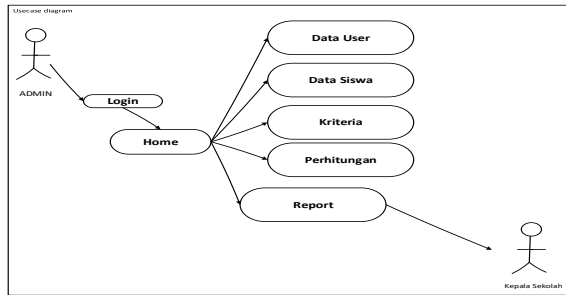 Usecase diagram
ADMIN
Login
Home
Data User
Data Siswa
Kriteria
Perhitungan
Report
Kepala Sekolah